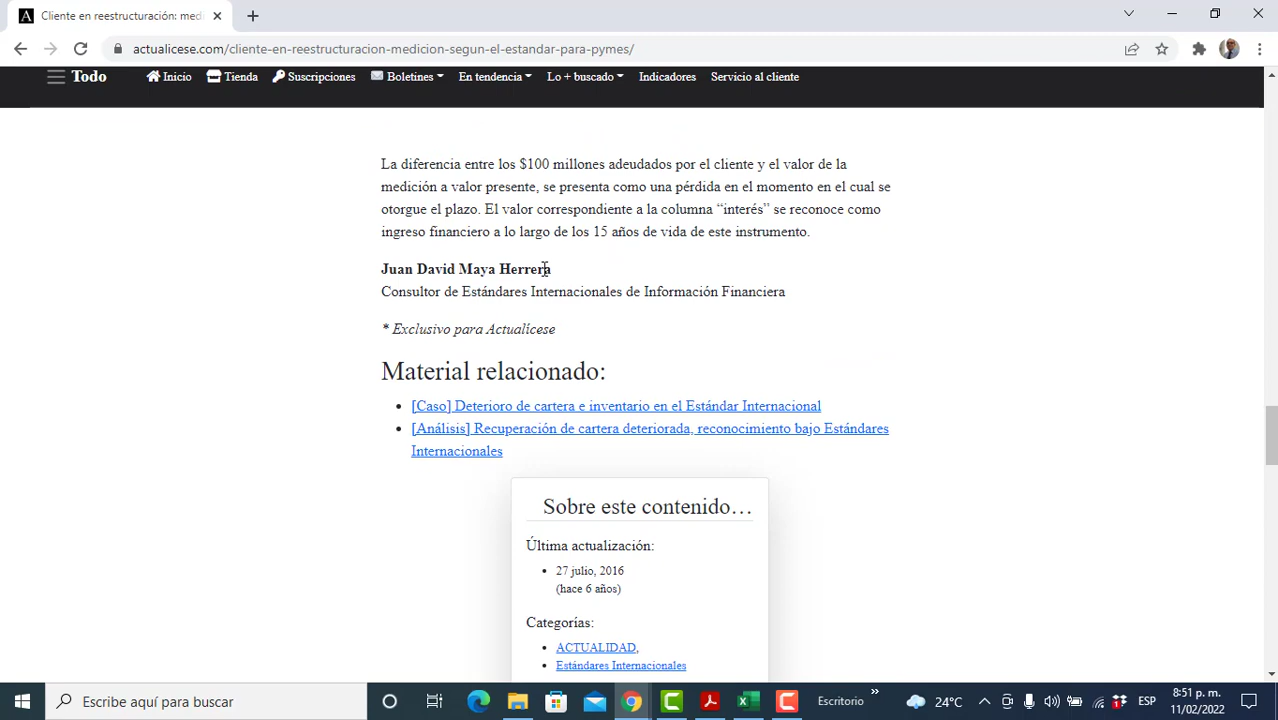 Cliente en reestructuración: med
actualicese.com/cliente-en-reestructuracion-medicion-segun-el-estandar-para-pymes/
Todo Inicio Tienda Suscripciones Boletines En tendencia Lo + buscado Indicadores Servicio al cliente
La diferencia entre los $100 millones adeudados por el cliente y el valor de la
medición a valor presente, se presenta como una pérdida en el momento en el cual se
otorgue el plazo. El valor correspondiente a la columna “interés” se reconoce como
ingreso financiero a lo largo de los 15 años de vida de este instrumento.
Juan David Maya Herrera
Consultor de Estándares Internacionales de Información Financiera
* Exclusivo para Actualícese
Material relacionado:
[Caso] Deterioro de cartera e inventario en el Estándar Internacional
[Análisis] Recuperación de cartera deteriorada, reconocimiento bajo Estándares
Internacionales
Sobre este contenido…
Última actualización:
27 julio, 2016
(hace 6 años)
Categorías:
ACTUALIDAD,
Estándares Internacionales
Escribe aquí para buscar
Escritorio » 24°C ESP 8:51 p. m.
11/02/2022